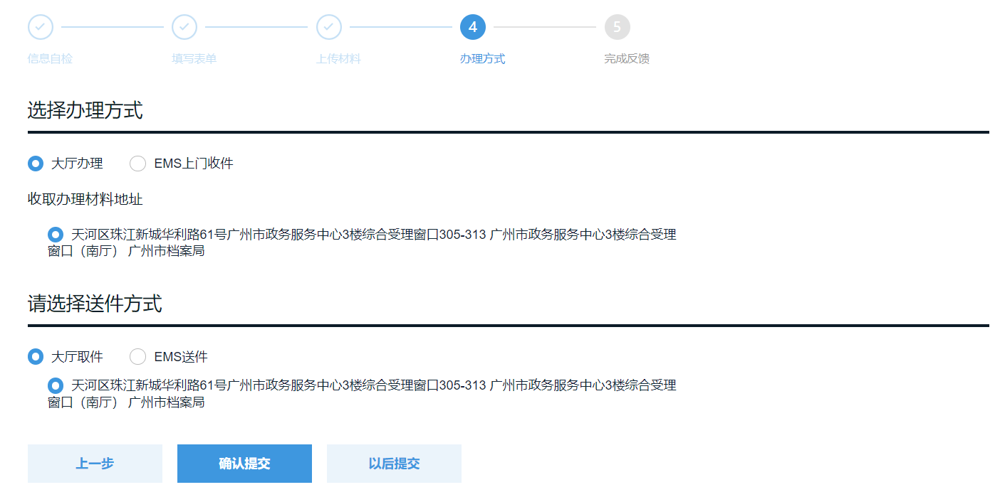 4
5
信息自检
填写表单
上传材料
办理方式
完成反馈
选择办理方式
大厅办理
EMS上门收件
收取办理材料地址
天河区珠江新城华利路61号广州市政务服务中心3楼综合受理窗口305-313 广州市政务服务中心3楼综合受理
窗口（南厅） 广州市档案局
请选择送件方式
大厅取件
EMS送件
天河区珠江新城华利路61号广州市政务服务中心3楼综合受理窗口305-313 广州市政务服务中心3楼综合受理
窗口（南厅） 广州市档案局
上一步
确认提交
以后提交